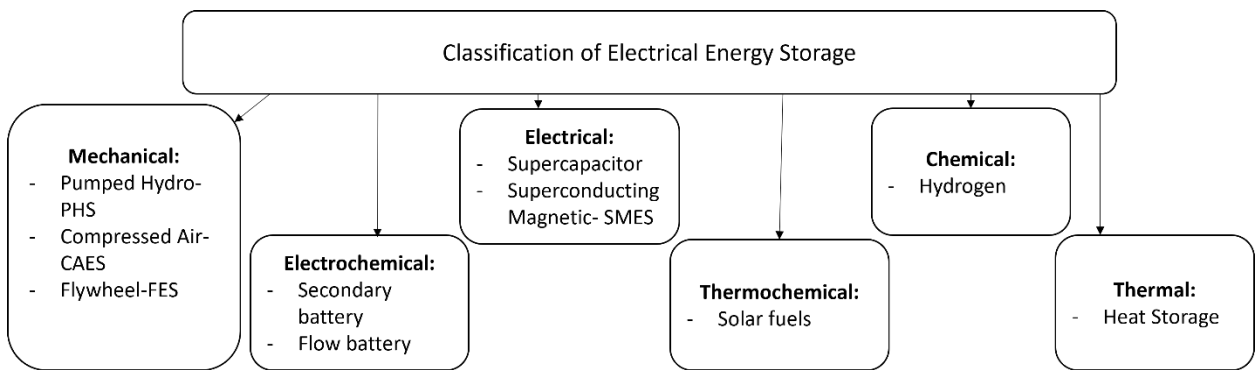 Classification of Electrical Energy Storage
Mechanical:
- Pumped Hydro-
PHS
- Compressed Air-
CAES
- Flywheel-FES
Electrochemical:
- Secondary
battery
- Flow battery
Electrical:
- Supercapacitor
- Superconducting
Magnetic- SMES
Thermochemical:
- Solar fuels
Chemical:
- Hydrogen
Thermal:
- Heat Storage